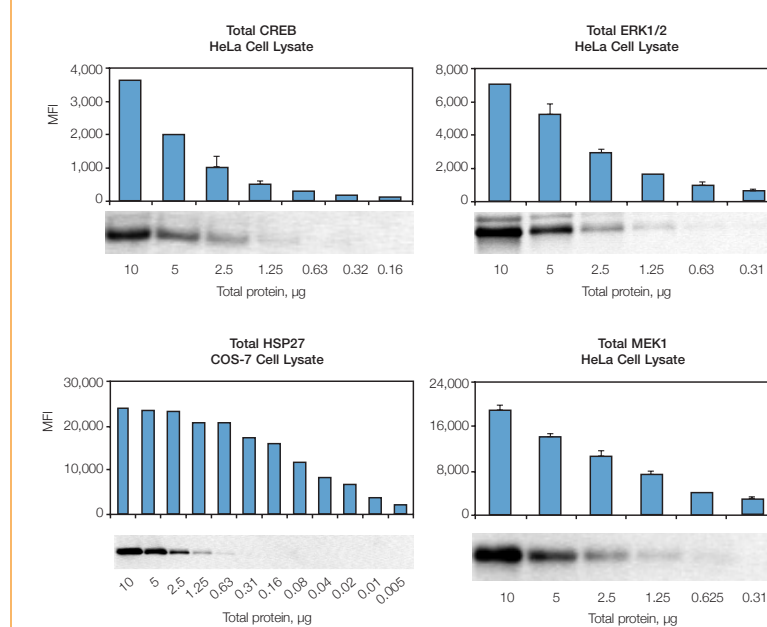 Total CREB
HeLa Cell Lysate
4,000
3,000
2,000
1,000
0
MFI
10 5 2.5 1.25 0.63 0.32 0.16
Total protein, µg
Total ERK1/2
HeLa Cell Lysate
8,000
6,000
4,000
2,000
0
10 5 2.5 1.25 0.63 0.31
Total protein, µg
Total HSP27
COS-7 Cell Lysate
30,000
20,000
10,000
0
MFI
10 5 2.5 1.25 0.63 0.31 0.16 0.08 0.04 0.02 0.01 0.005
Total protein, µg
Total MEK1
HeLa Cell Lysate
24,000
16,000
8,000
0
10 5 2.5 1.25 0.625 0.31
Total protein, µg